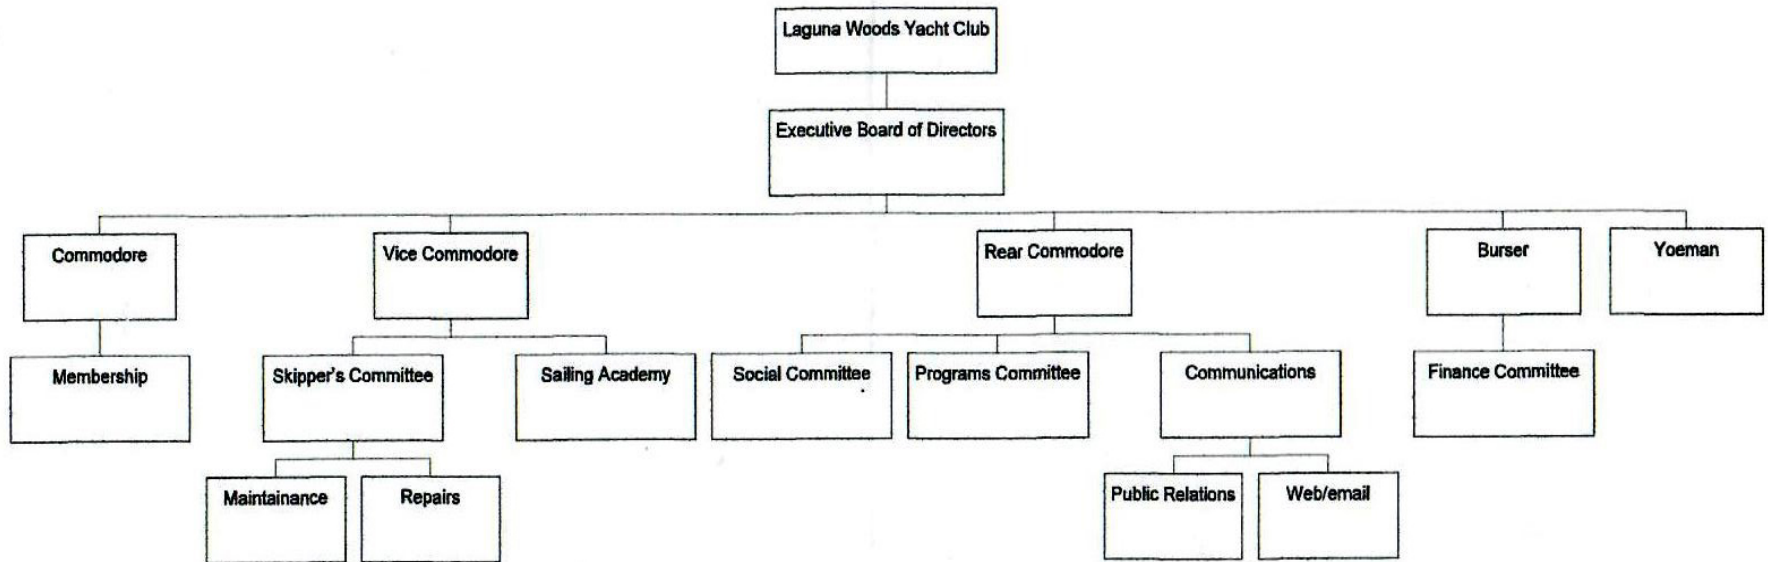 Laguna Woods Yacht Club
Executive Board of Directors
Commodore
Vice Commodore
Rear Commodore
Burser
Yoeman
Membership
Skipper's Committee
Sailing Academy
Social Committee
Programs Committee
Communications
Finance Committee
Maintainance
Repairs
Public Relations
Web/email